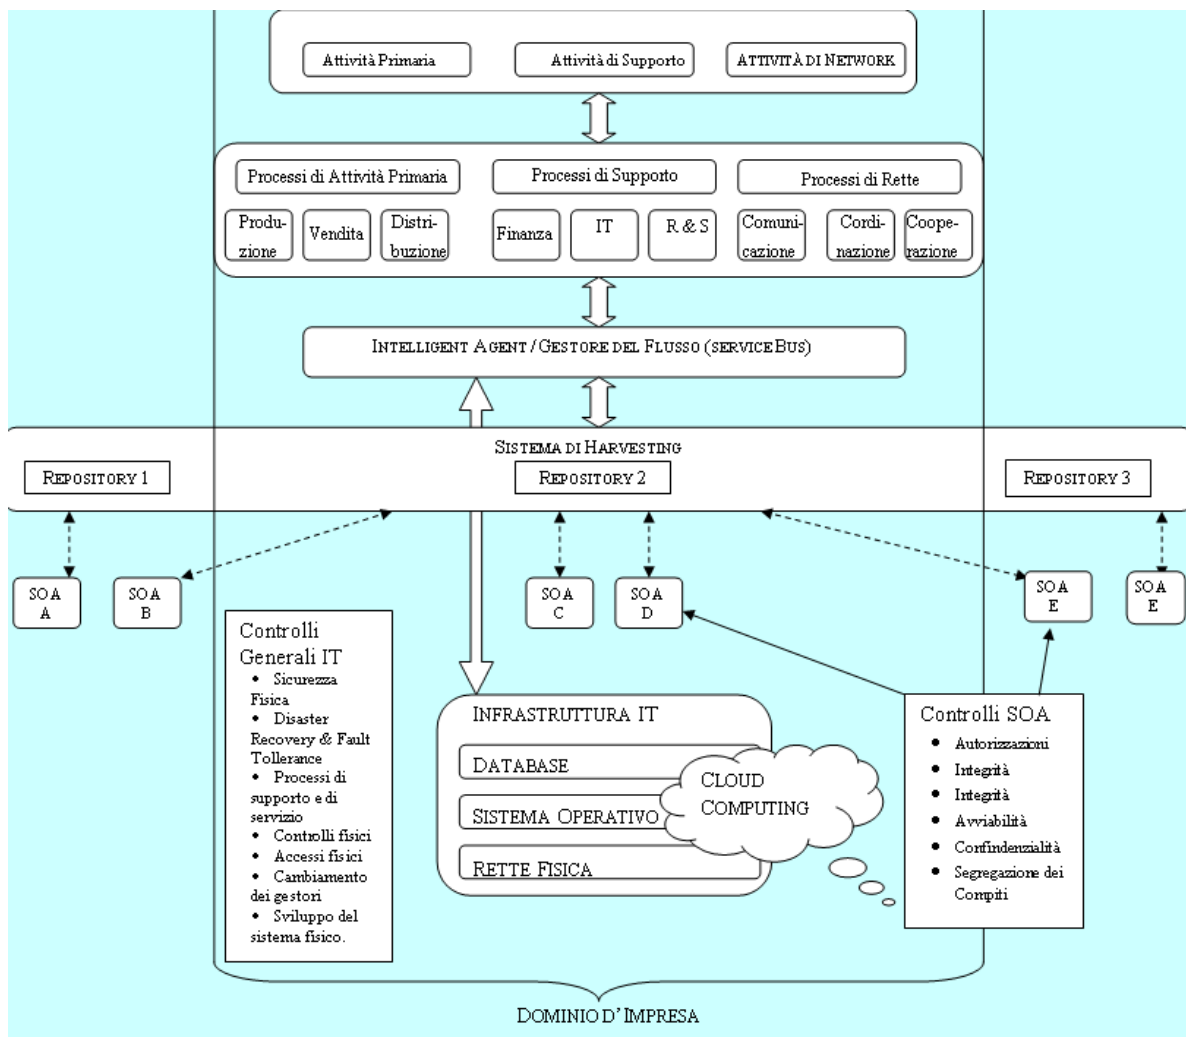 Attività Primaria
Attività di Supporto
ATTIVITÀ DI NETWORK
Processi di Attività Primaria
Processi di Supporto
Processi di Rette
Produ-
zione
Vendita
Distri-
buzione
Finanza
IT
R & S
Comuni-
cazione
Cordi-
nazione
Coope-
razione
INTELLIGENT AGENT / GESTORE DEL FLUSSO (SERVICE BUS)
SISTEMA DI HARVESTING
REPOSITORY 1
REPOSITORY 2
REPOSITORY 3
SOA
A
SOA
B
SOA
C
SOA
D
SOA
E
SOA
E
Controlli
Generali IT
• Sicurezza
Fisica
• Disaster
Recovery & Fault
Tollerance
• Processi di
supporto e di
servizio
• Controlli fisici
• Accessi fisici
• Cambiamento
dei gestori
• Sviluppo del
sistema fisico.
INFRASTRUTTURA IT
DATABASE
SISTEMA OPERATIVO
RETTE FISICA
CLOUD
COMPUTING
Controlli SOA
• Autorizzazioni
• Integrità
• Integrità
• Avviabilità
• Confindenzialità
• Segregazione dei
Compiti
DOMINIO D' IMPRESA